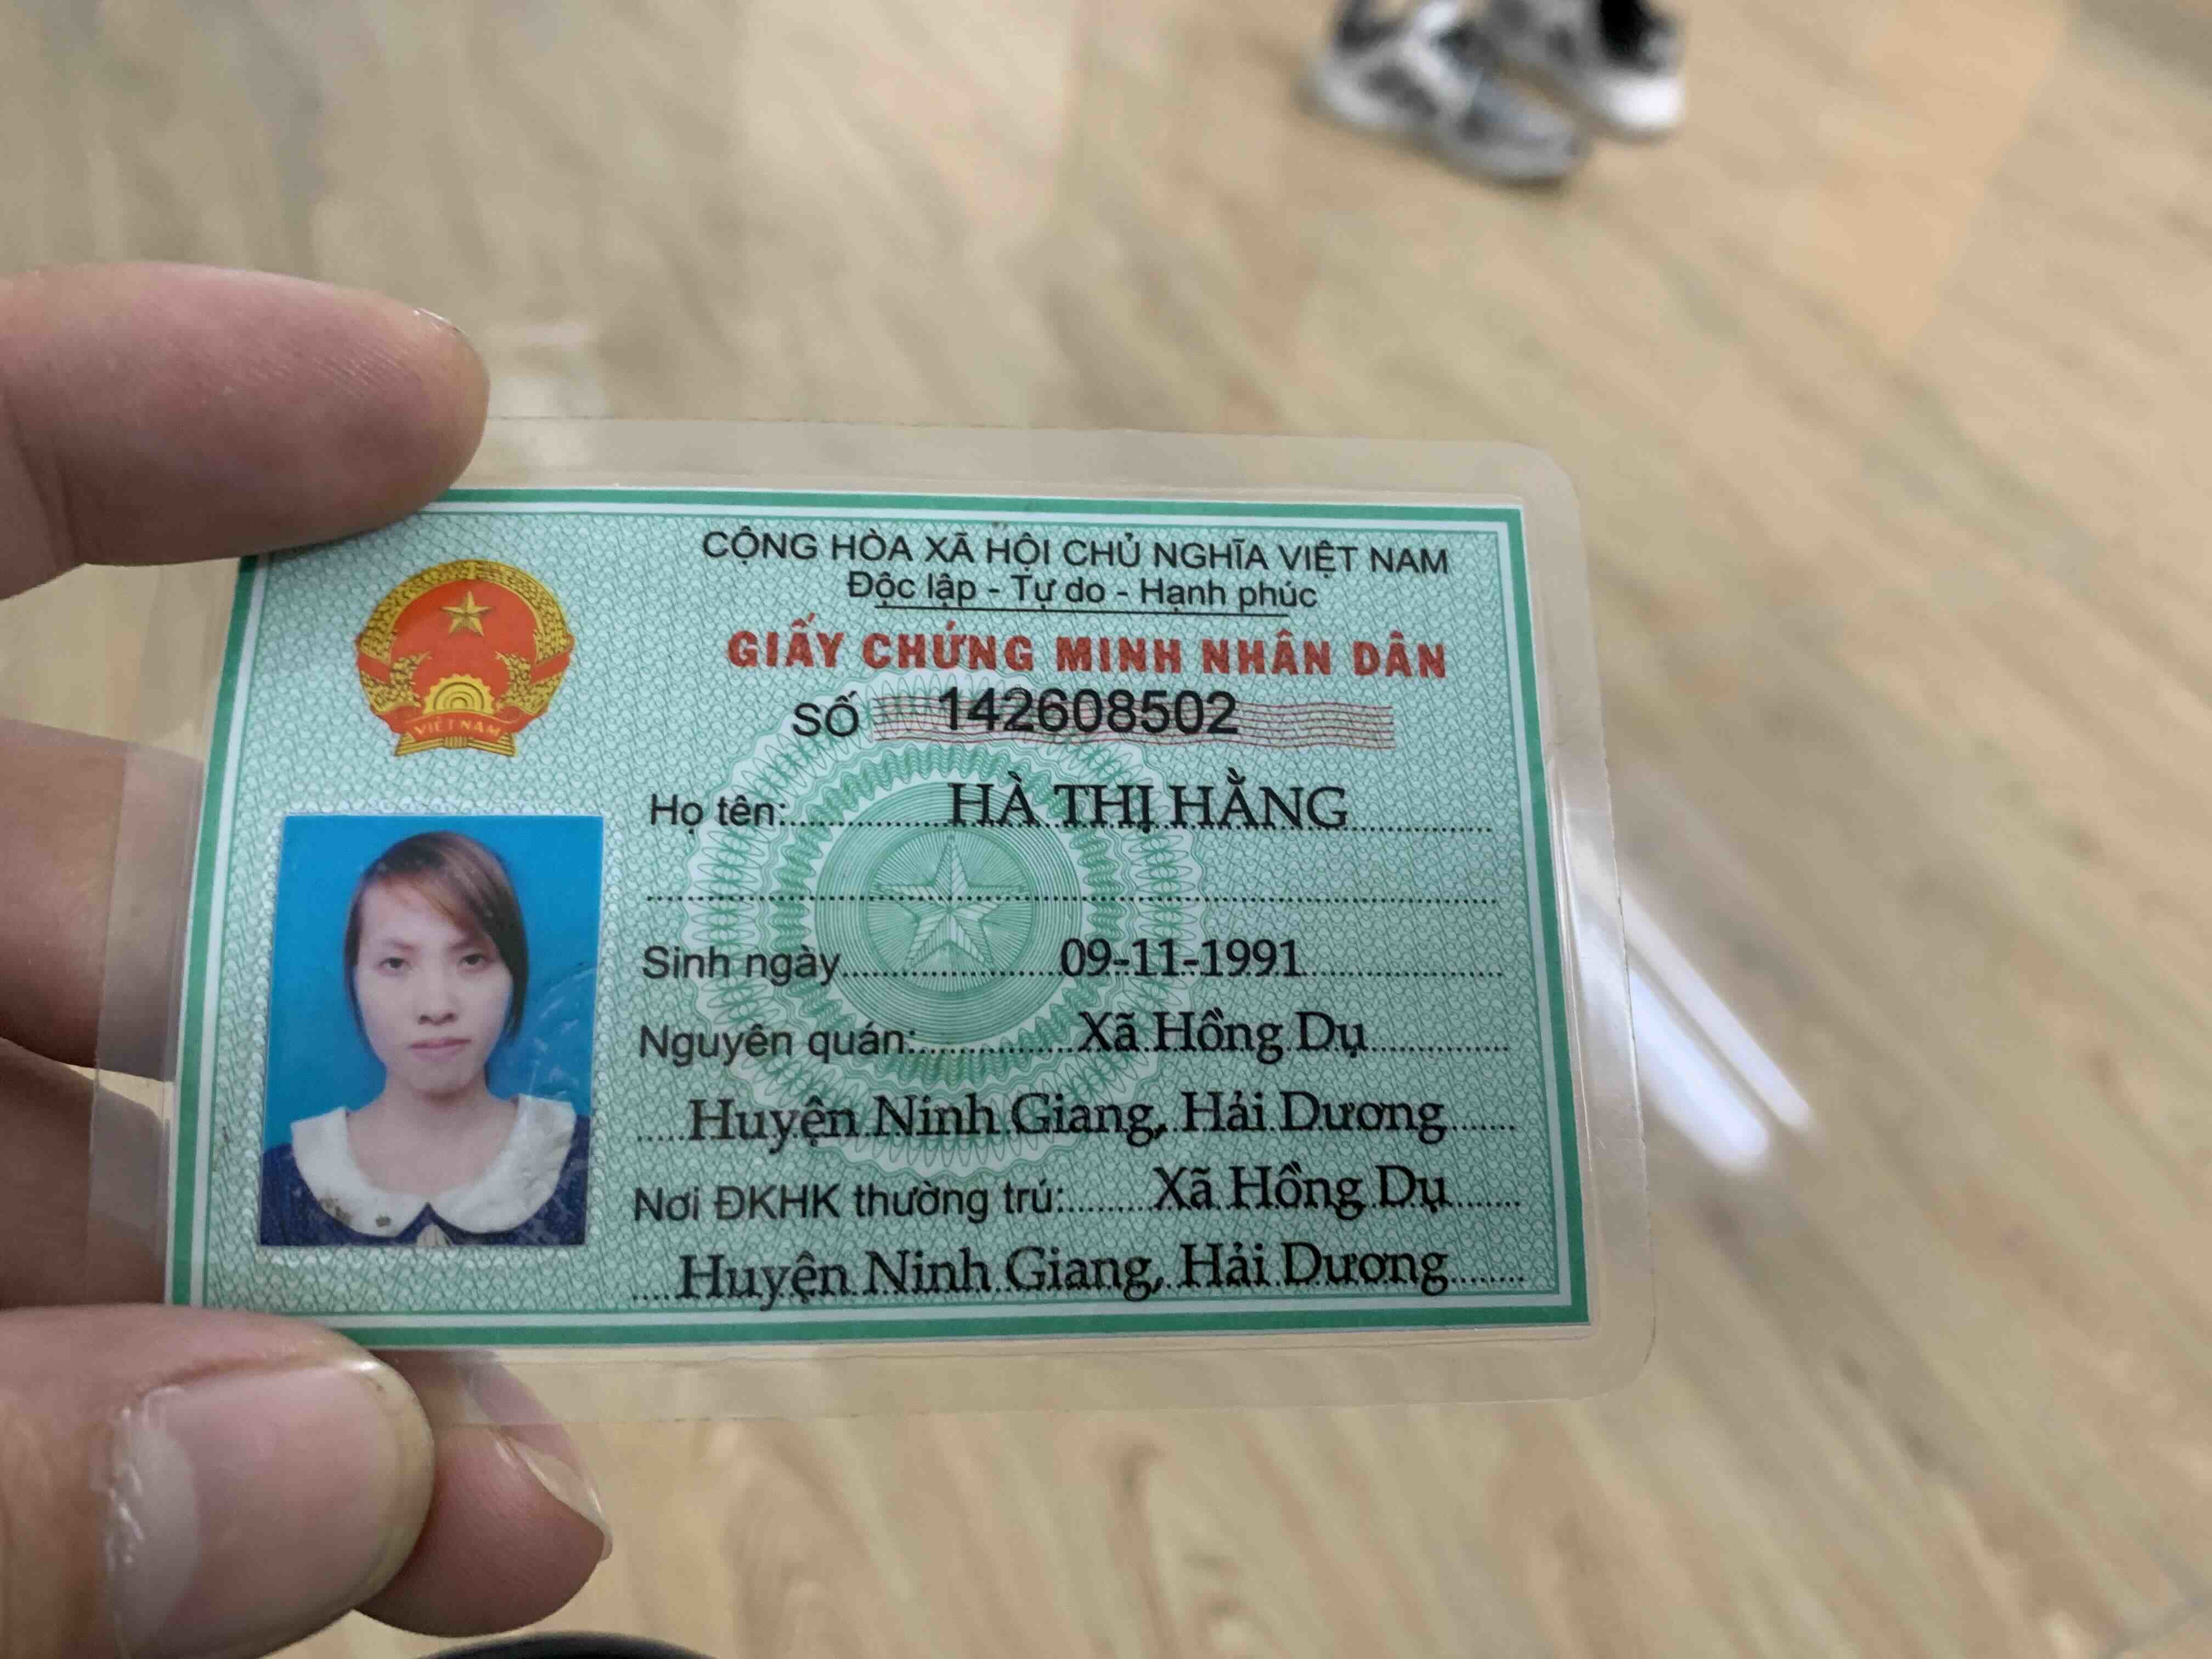 CỘNG HÒA XÃ HỘI CHỦ NGHĨA VIỆT NAM
Độc lập - Tự do - Hạnh phúc
GIẤY CHỨNG MINH NHÂN DÂN
SỐ 142608502
VIỆT NAM
Họ tên: HÀ THỊ HẰNG
Sinh ngày 09-11-1991
Nguyên quán: Xã Hồng Dụ
Huyện Ninh Giang, Hải Dương
Nơi ĐKHK thường trú: Xã Hồng Dụ
Huyện Ninh Giang, Hải Dương